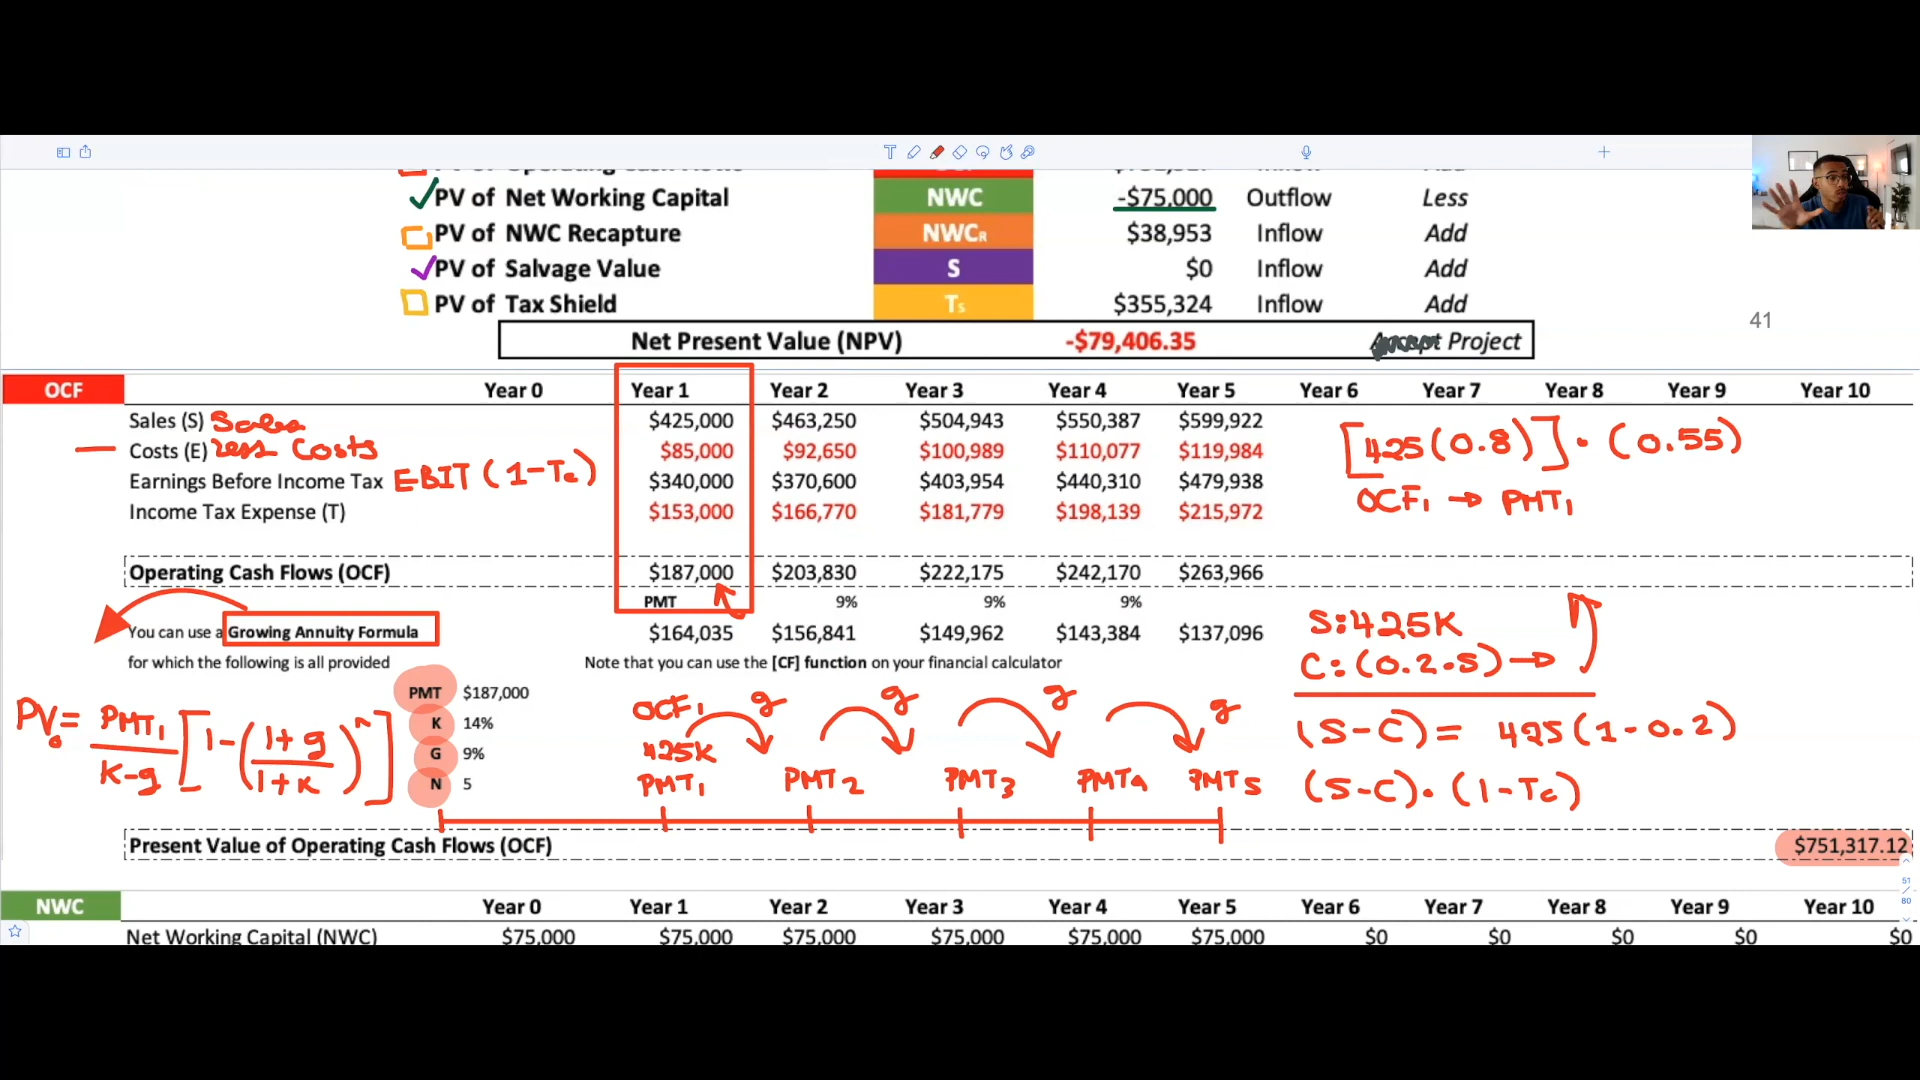 PV of Net Working Capital NWC -$75,000 Outflow Less
PV of NWC Recapture NWCR $38,953 Inflow Add
PV of Salvage Value S $0 Inflow Add
PV of Tax Shield Ts $355,324 Inflow Add
41
Net Present Value (NPV) -$79,406.35 Project
OCF Year 0 Year 1 Year 2 Year 3 Year 4 Year 5 Year 6 Year 7 Year 8 Year 9 Year 10
Sales (S) Sales $425,000 $463,250 $504,943 $550,387 $599,922
[425(0.8)]·(0.55)
— Costs (E) less Costs $85,000 $92,650 $100,989 $110,077 $119,984
Earnings Before Income Tax EBIT (1-Tc) $340,000 $370,600 $403,954 $440,310 $479,938
OCF1 → PMT1
Income Tax Expense (T) $153,000 $166,770 $181,779 $198,139 $215,972
Operating Cash Flows (OCF) $187,000 $203,830 $222,175 $242,170 $263,966
PMT 9% 9% 9%
S:425K
You can use a Growing Annuity Formula $164,035 $156,841 $149,962 $143,384 $137,096
for which the following is all provided Note that you can use the [CF] function on your financial calculator
C:(0.2·S)→
PMT $187,000
OCF1 g g g g
K 14%
PV0 = PMT1 / K-g [1-(1+g / 1+K)^n]
(S-C) = 425(1-0.2)
G 9%
425K
PMT1 PMT2 PMT3 PMT4 PMT5
N 5
(S-C)·(1-Tc)
Present Value of Operating Cash Flows (OCF) $751,317.12
51
/
80
NWC Year 0 Year 1 Year 2 Year 3 Year 4 Year 5 Year 6 Year 7 Year 8 Year 9 Year 10
Net Working Capital (NWC) $75,000 $75,000 $75,000 $75,000 $75,000 $75,000 $0 $0 $0 $0 $0